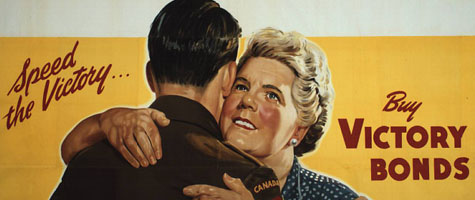 Speed
the Victory...
Buy
VICTORY
BONDS
CANADA